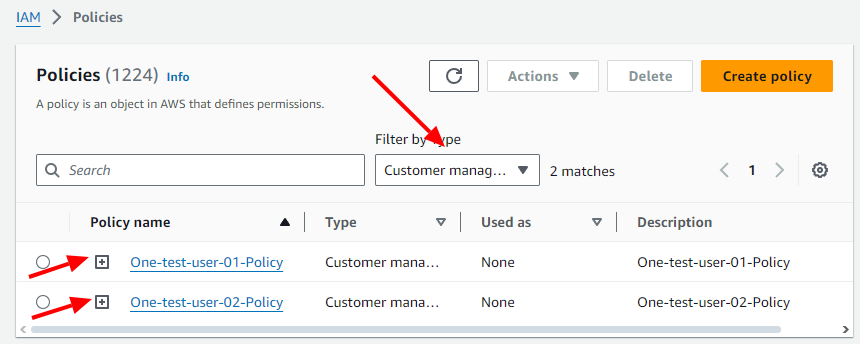 IAM > Policies
Policies (1224) Info
Actions
Delete
Create policy
A policy is an object in AWS that defines permissions.
Filter by Type
Search
Customer manag...
2 matches
1
Policy name
Type
Used as
Description
One-test-user-01-Policy
Customer mana...
None
One-test-user-01-Policy
One-test-user-02-Policy
Customer mana...
None
One-test-user-02-Policy